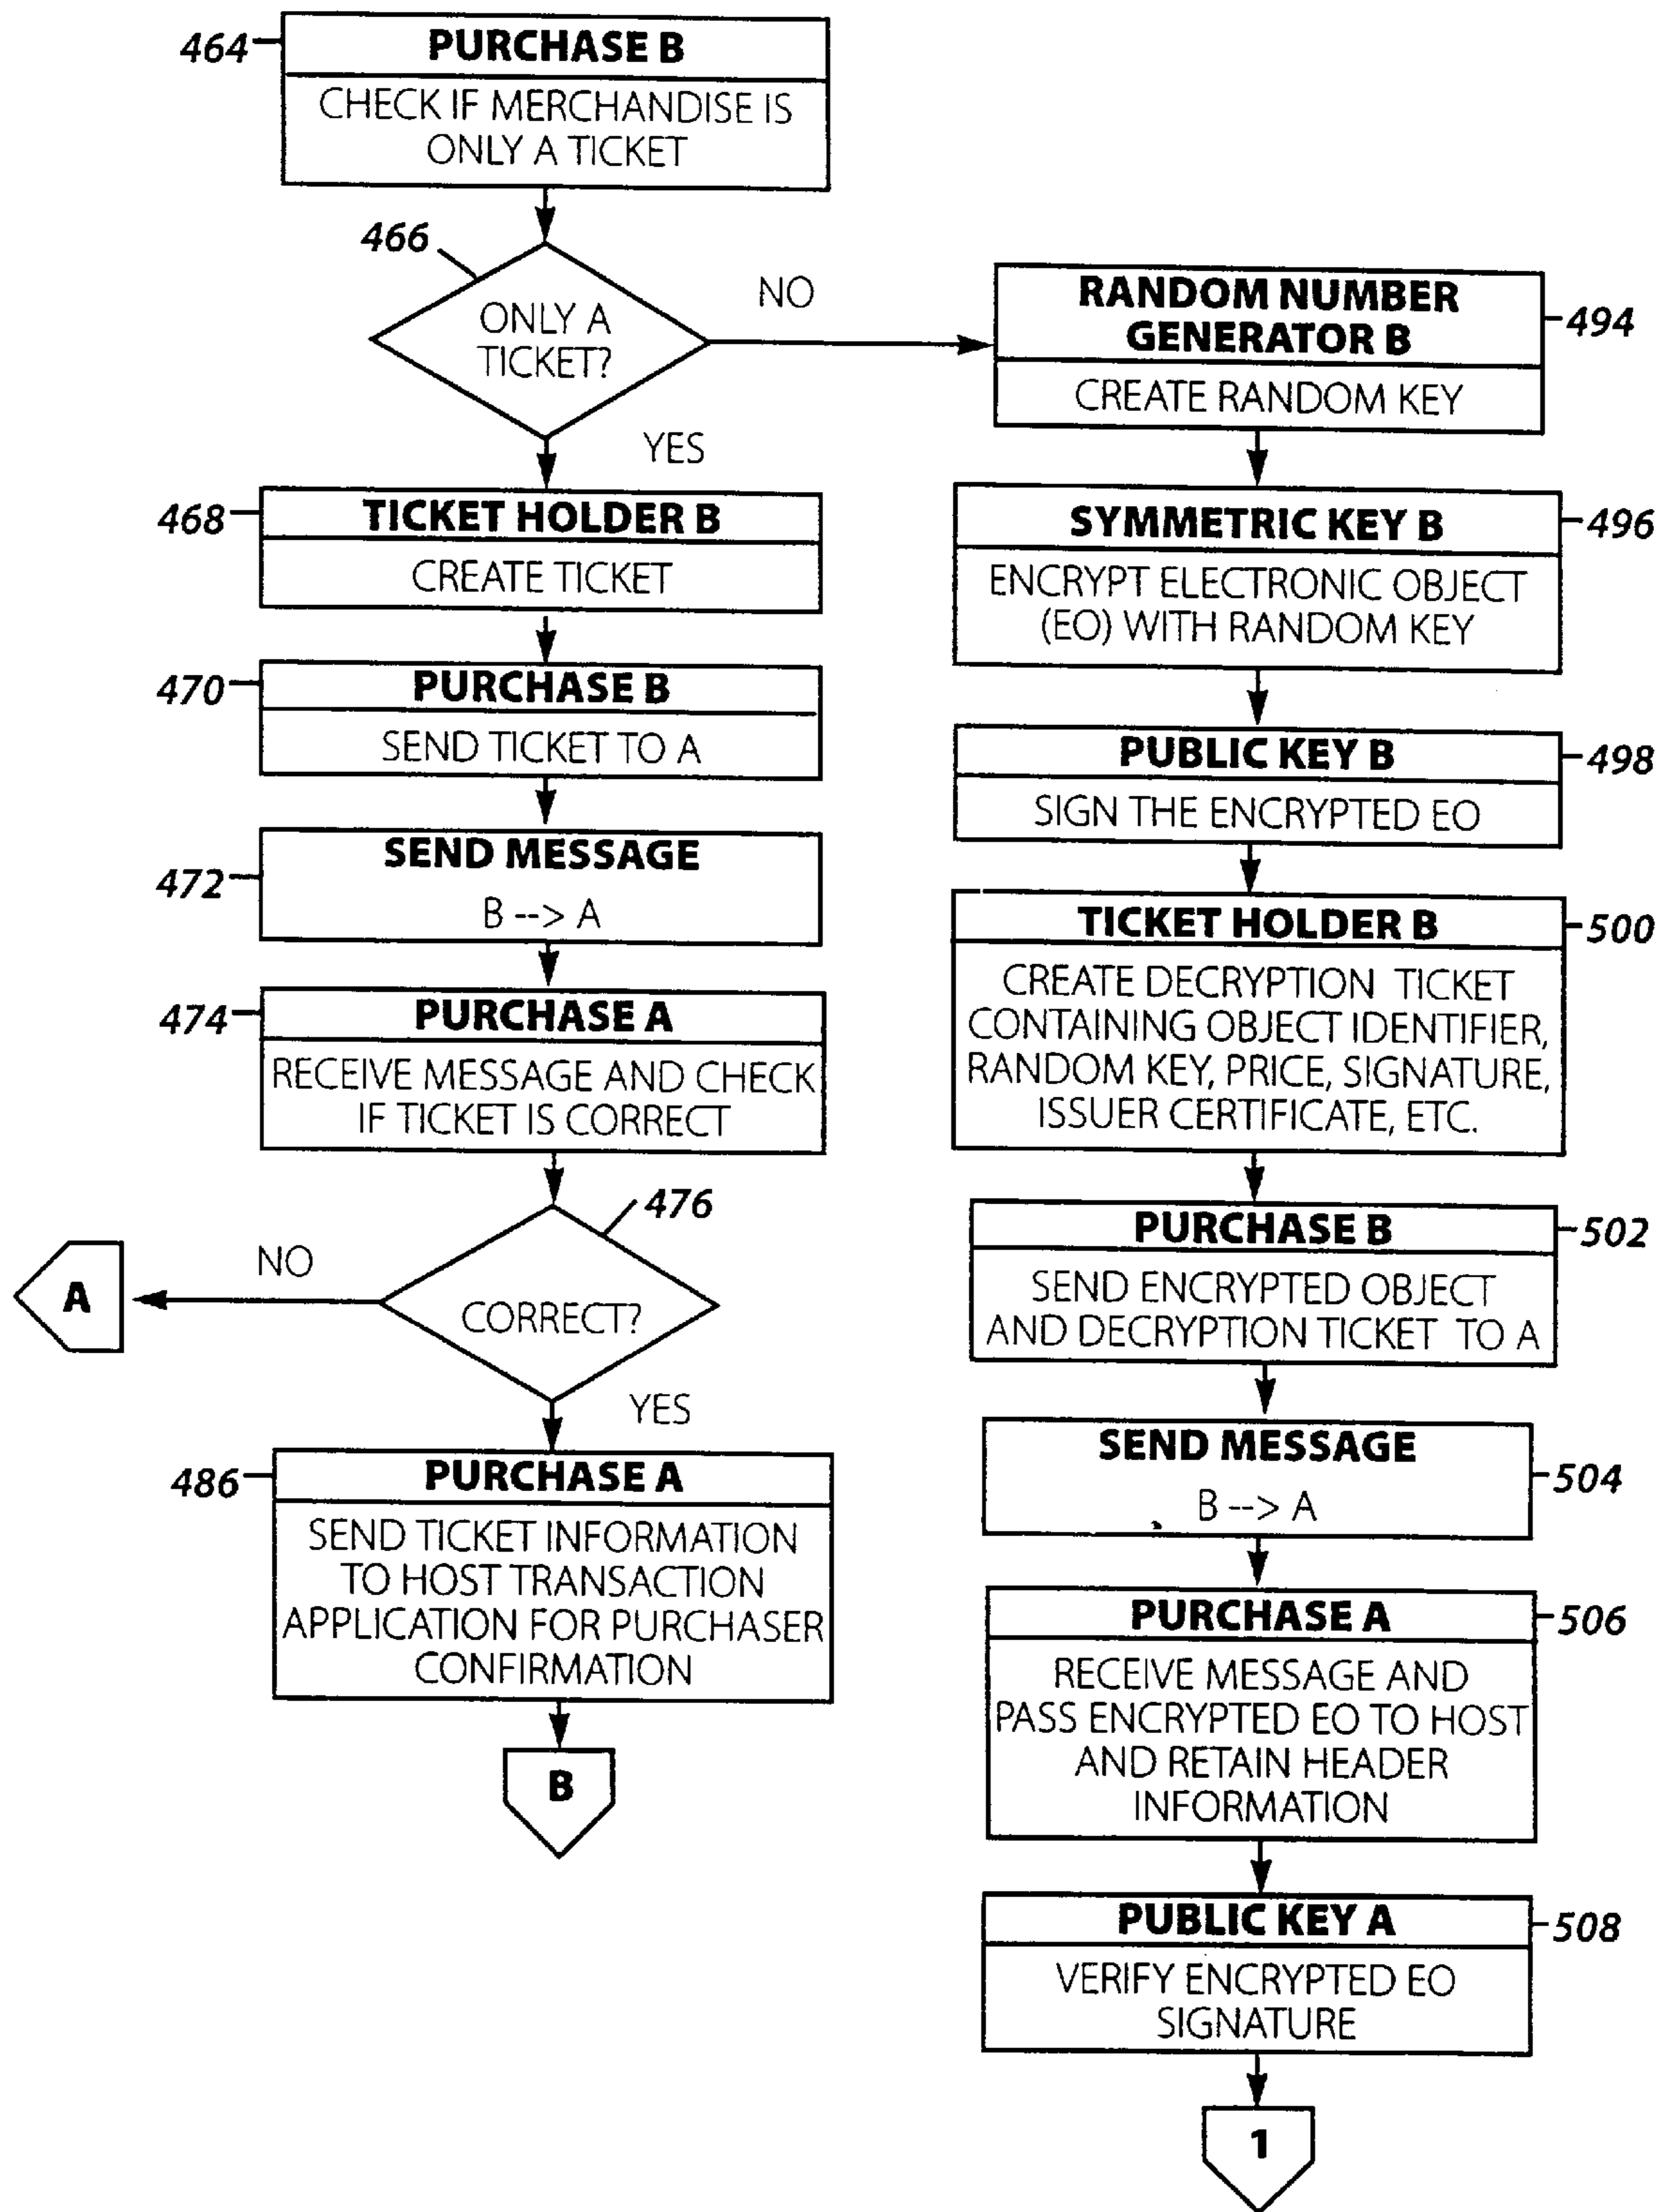 464
PURCHASE B
CHECK IF MERCHANDISE IS
ONLY A TICKET
466
ONLY A
TICKET?
NO
YES
468
TICKET HOLDER B
CREATE TICKET
470
PURCHASE B
SEND TICKET TO A
472
SEND MESSAGE
B --> A
474
PURCHASE A
RECEIVE MESSAGE AND CHECK
IF TICKET IS CORRECT
476
CORRECT?
NO
A
YES
486
PURCHASE A
SEND TICKET INFORMATION
TO HOST TRANSACTION
APPLICATION FOR PURCHASER
CONFIRMATION
B
RANDOM NUMBER
GENERATOR B
494
CREATE RANDOM KEY
SYMMETRIC KEY B
496
ENCRYPT ELECTRONIC OBJECT
(EO) WITH RANDOM KEY
PUBLIC KEY B
498
SIGN THE ENCRYPTED EO
TICKET HOLDER B
500
CREATE DECRYPTION TICKET
CONTAINING OBJECT IDENTIFIER,
RANDOM KEY, PRICE, SIGNATURE,
ISSUER CERTIFICATE, ETC.
PURCHASE B
502
SEND ENCRYPTED OBJECT
AND DECRYPTION TICKET TO A
SEND MESSAGE
504
B --> A
PURCHASE A
506
RECEIVE MESSAGE AND
PASS ENCRYPTED EO TO HOST
AND RETAIN HEADER
INFORMATION
PUBLIC KEY A
508
VERIFY ENCRYPTED EO
SIGNATURE
1